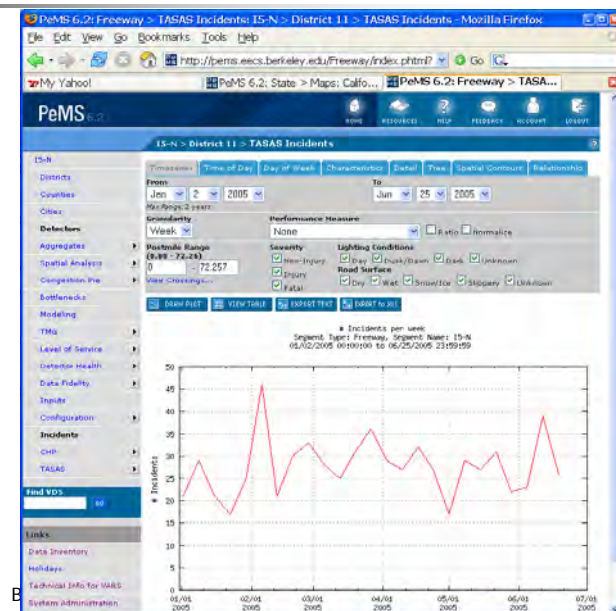 PeMS 6.2: Freeway > TASAS Incidents: I5-N > District 11 > TASAS Incidents - Mozilla Firefox
File Edit View Go Bookmarks Tools Help
http://pems.eecs.berkeley.edu/Freeway/index.phtml? Go
My Yahoo! PeMS 6.2: State > Maps: Califo... PeMS 6.2: Freeway > TASA...
PeMS 6.2
HOME RESOURCES HELP FEEDBACK ACCOUNT LOGOUT
I5-N > District 11 > TASAS Incidents
I5-N
Timeseries Time of Day Day of Week Characteristics Detail Tree Spatial Contours Relationship
Districts
Counties
Cities
Detectors
Aggregates
Spatial Analysis
Congestion Pie
Bottlenecks
Modeling
TMG
Level of Service
Detector Health
Data Fidelity
Inputs
Configuration
Incidents
CHP
TASAS
Find VDS
GO
Links
Data Inventory
Holidays
Technical Info for VARS
System Administration
From To
Jan 2 2005 Jun 25 2005
Max Range: 2 years
Granularity Performance Measure
Week None Ratio Normalize
Postmile Range Severity Lighting Conditions
(0.00 - 72.26) Non-Injury Day Dusk/Dawn Dark Unknown
0 - 72.257 Injury Road Surface
View Crossings... Fatal Dry Wet Snow/Ice Slippery Unknown
DRAW PLOT VIEW TABLE EXPORT TEXT EXPORT to XLS
# Incidents per week
Segment Type: Freeway, Segment Name: I5-N
01/02/2005 00:00:00 to 06/25/2005 23:59:59
# Incidents
50
45
40
35
30
25
20
15
10
5
0
01/01 02/01 03/01 04/01 05/01 06/01 07/01
2005 2005 2005 2005 2005 2005 2005
B